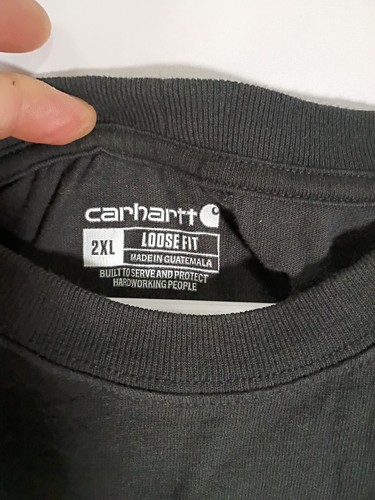 carhartt
2XL LOOSE FIT
MADE IN GUATEMALA
BUILT TO SERVE AND PROTECT
HARDWORKING PEOPLE